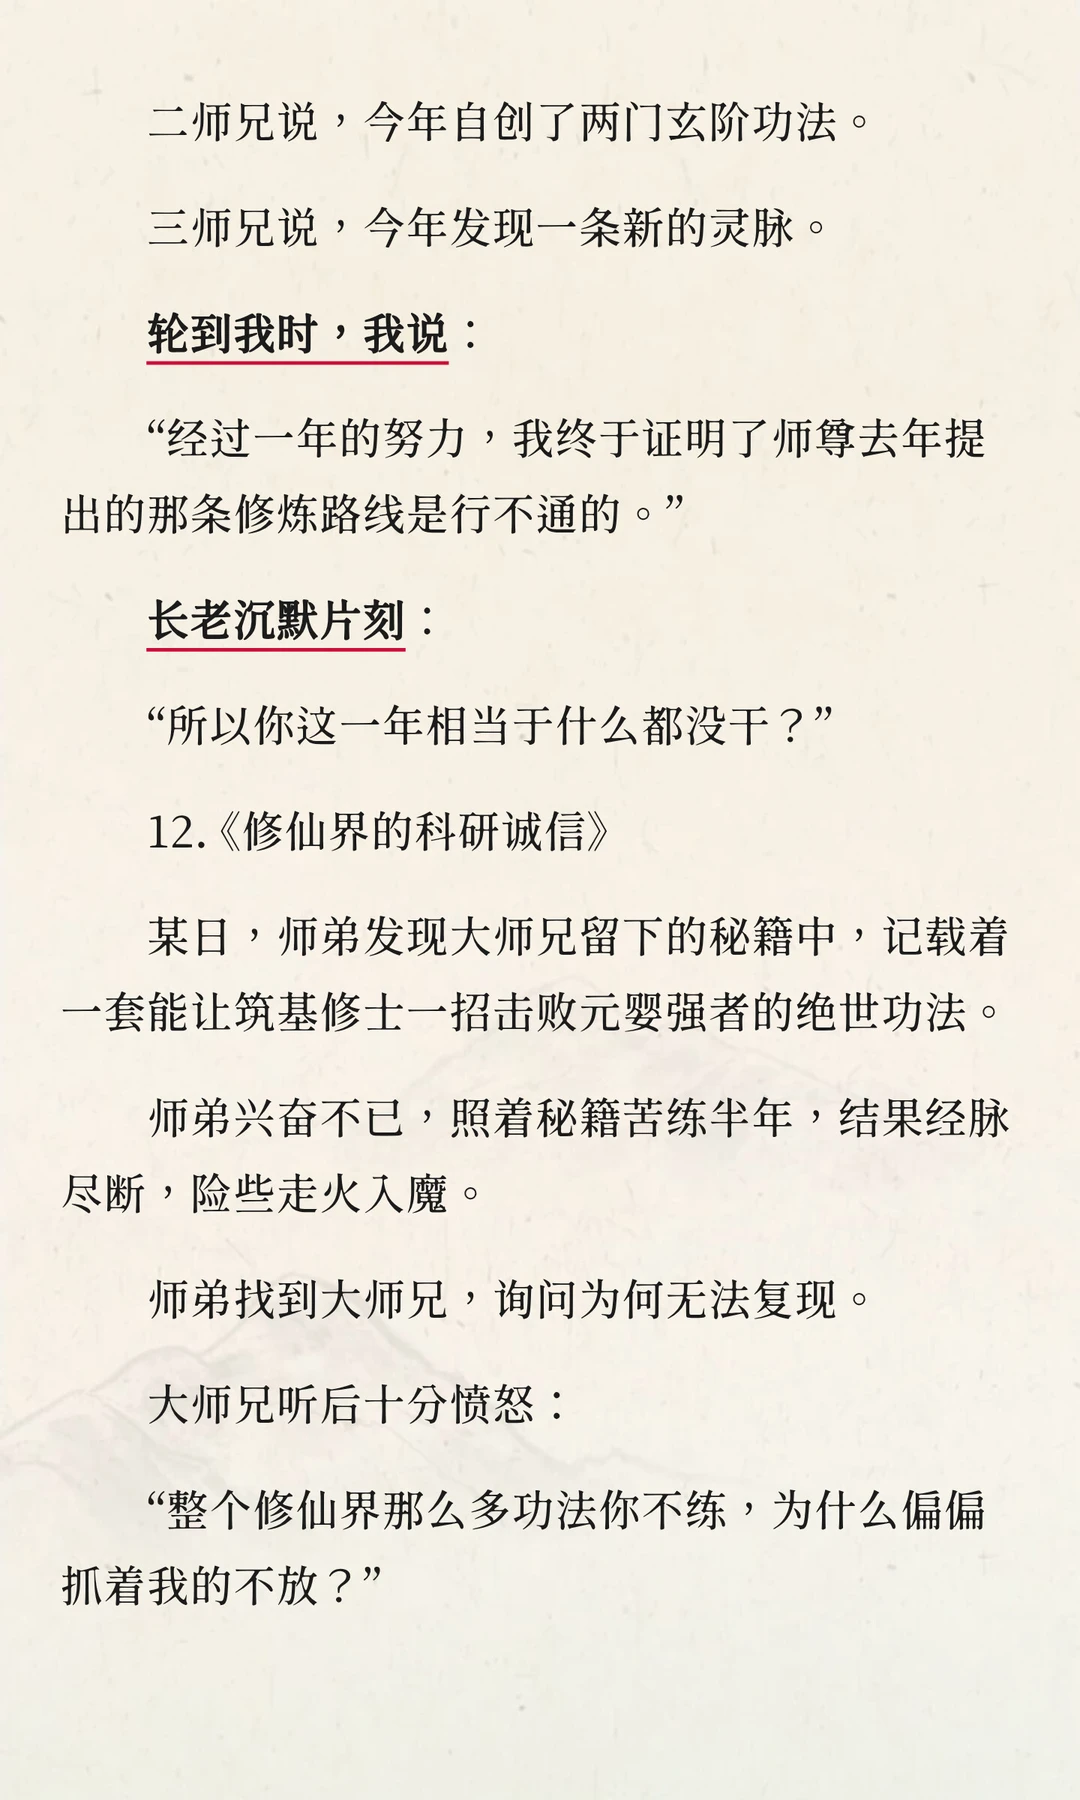 二师兄说，今年自创了两门玄阶功法。
三师兄说，今年发现一条新的灵脉。
轮到我时，我说：
“经过一年的努力，我终于证明了师尊去年提
出的那条修炼路线是行不通的。”
长老沉默片刻：
“所以你这一年相当于什么都没干？”
12.《修仙界的科研诚信》
某日，师弟发现大师兄留下的秘籍中，记载着
一套能让筑基修士一招击败元婴强者的绝世功法。
师弟兴奋不已，照着秘籍苦练半年，结果经脉
尽断，险些走火入魔。
师弟找到大师兄，询问为何无法复现。
大师兄听后十分愤怒：
“整个修仙界那么多功法你不练，为什么偏偏
抓着我的不放？”